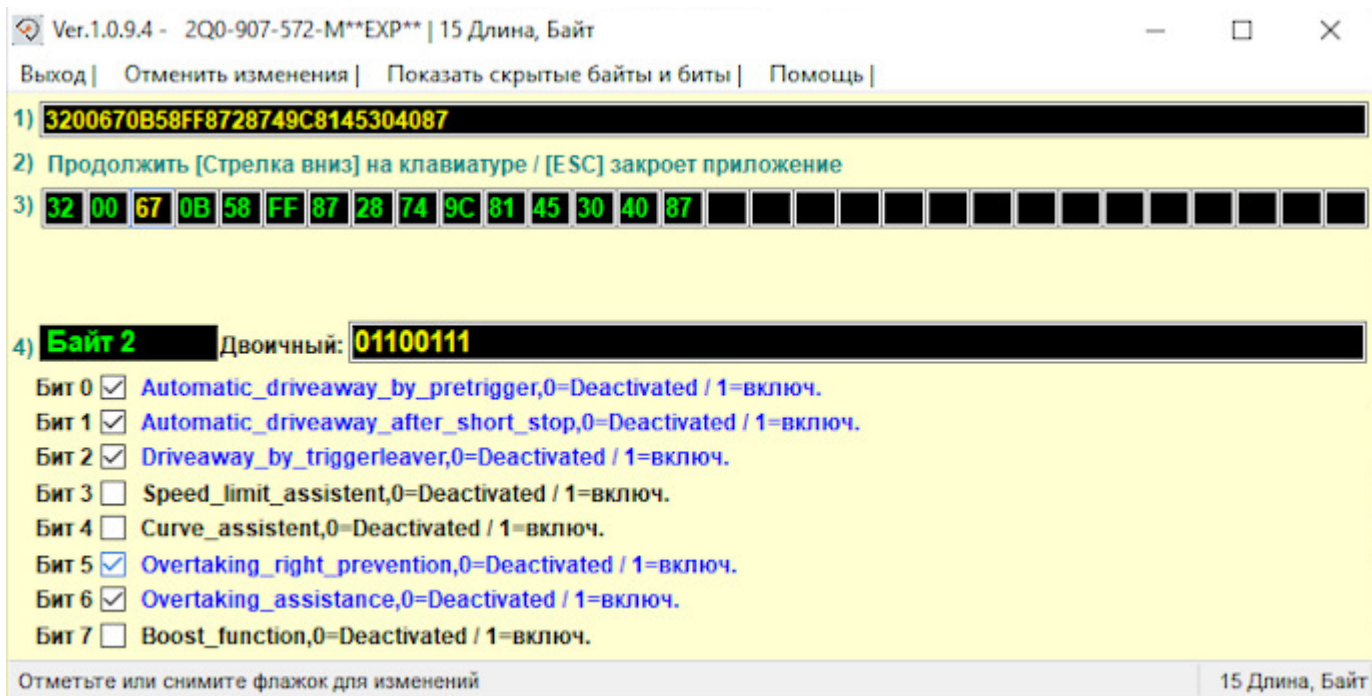 Ver.1.0.9.4 - 2Q0-907-572-M**EXP** | 15 Длина, Байт
Выход | Отменить изменения | Показать скрытые байты и биты | Помощь |
1) 3200670B58FF8728749C8145304087
2) Продолжить [Стрелка вниз] на клавиатуре / [ESC] закроет приложение
3) 32 00 67 0B 58 FF 87 28 74 9C 81 45 30 40 87
4) Байт 2 Двоичный: 01100111
Бит 0 Automatic_driveaway_by_pretrigger,0=Deactivated / 1=включ.
Бит 1 Automatic_driveaway_after_short_stop,0=Deactivated / 1=включ.
Бит 2 Driveaway_by_triggerleaver,0=Deactivated / 1=включ.
Бит 3 Speed_limit_assistent,0=Deactivated / 1=включ.
Бит 4 Curve_assistent,0=Deactivated / 1=включ.
Бит 5 Overtaking_right_prevention,0=Deactivated / 1=включ.
Бит 6 Overtaking_assistance,0=Deactivated / 1=включ.
Бит 7 Boost_function,0=Deactivated / 1=включ.
Отметьте или снимите флажок для изменений 15 Длина, Байт